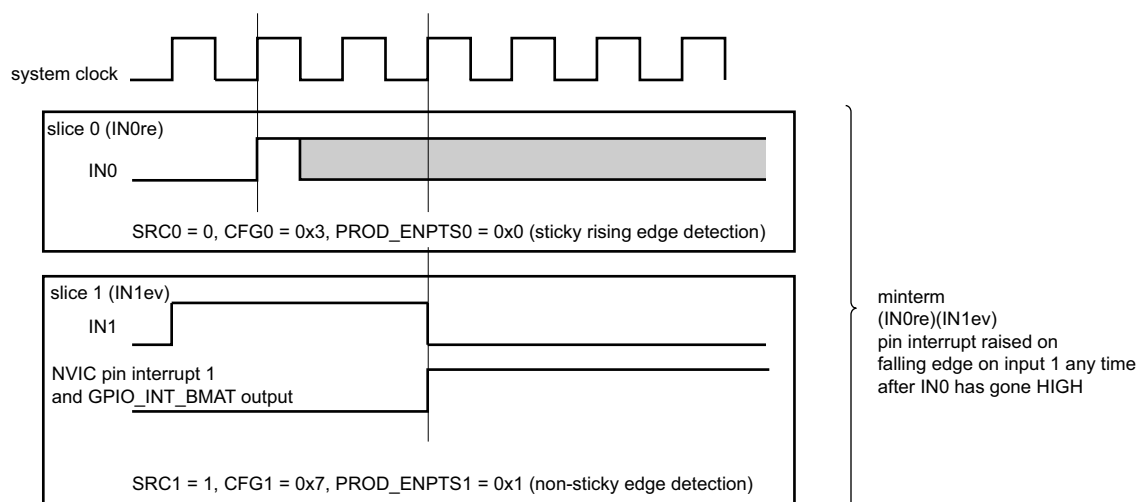 system clock
slice 0 (IN0re)
IN0
SRC0 = 0, CFG0 = 0x3, PROD_ENPTS0 = 0x0 (sticky rising edge detection)
slice 1 (IN1ev)
IN1
NVIC pin interrupt 1
and GPIO_INT_BMAT output
SRC1 = 1, CFG1 = 0x7, PROD_ENPTS1 = 0x1 (non-sticky edge detection)
minterm
(IN0re)(IN1ev)
pin interrupt raised on
falling edge on input 1 any time
after IN0 has gone HIGH